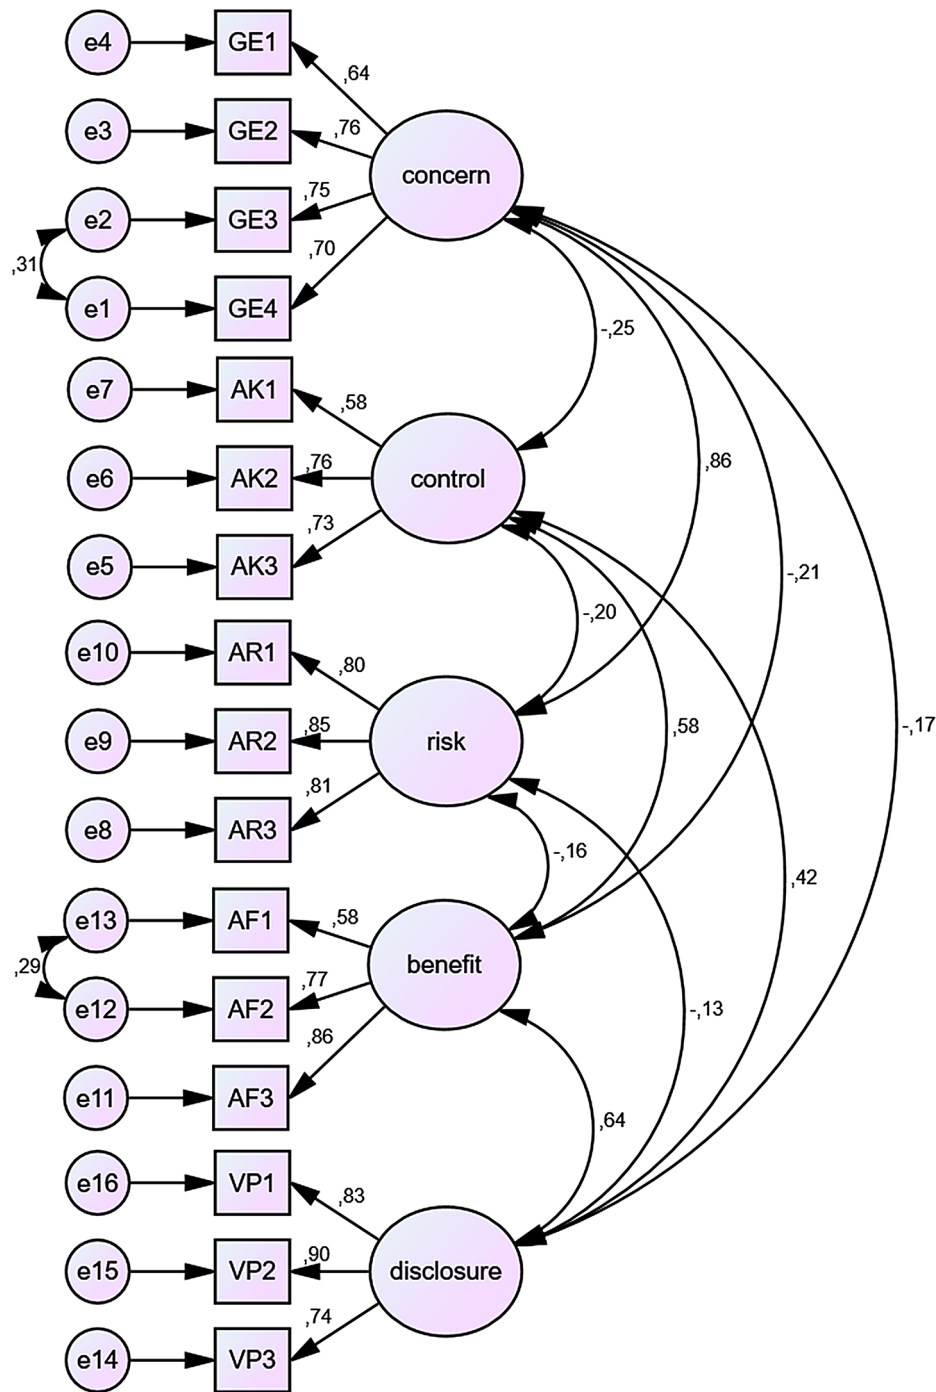 e4 GE1
,64
e3 GE2 ,76
concern
,75
e2 GE3
,70
,31
e1 GE4
-,25
e7 AK1 ,58
,86
e6 AK2 ,76 control
,73
e5 AK3
-,21
-,20
e10 AR1 ,80
,58
-,17
e9 AR2 ,85 risk
,81
e8 AR3
-,16
,42
e13 AF1 ,58
,29
benefit
,77
e12 AF2
-,13
,86
e11 AF3
,64
e16 VP1 ,83
e15 VP2 ,90 disclosure
,74
e14 VP3